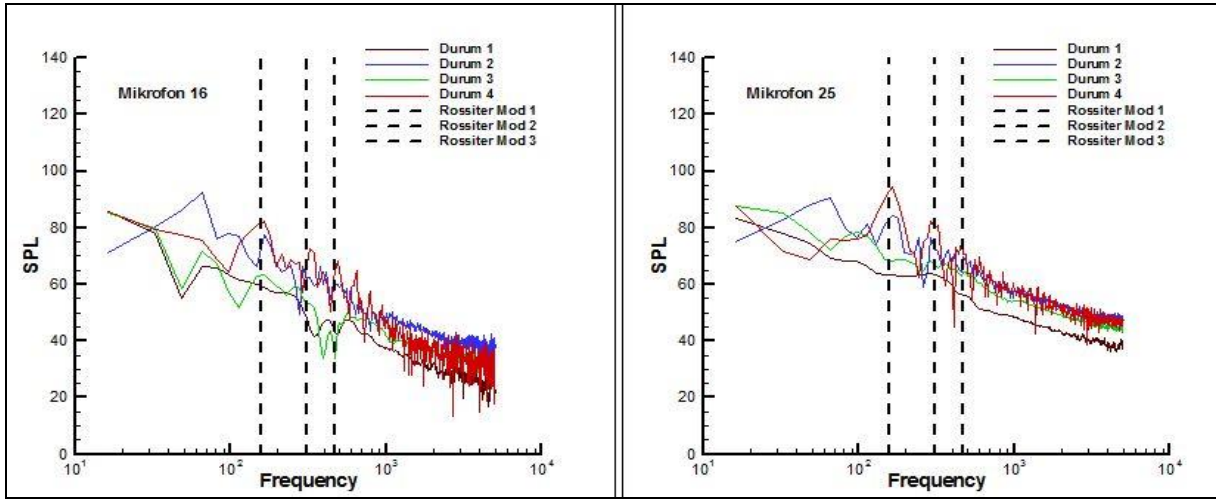 140
120
100
80
60
40
20
0
SPL
Mikrofon 16
Durum 1
Durum 2
Durum 3
Durum 4
Rossiter Mod 1
Rossiter Mod 2
Rossiter Mod 3
10¹ 10² 10³ 10⁴
Frequency
140
120
100
80
60
40
20
0
SPL
Mikrofon 25
Durum 1
Durum 2
Durum 3
Durum 4
Rossiter Mod 1
Rossiter Mod 2
Rossiter Mod 3
10¹ 10² 10³ 10⁴
Frequency